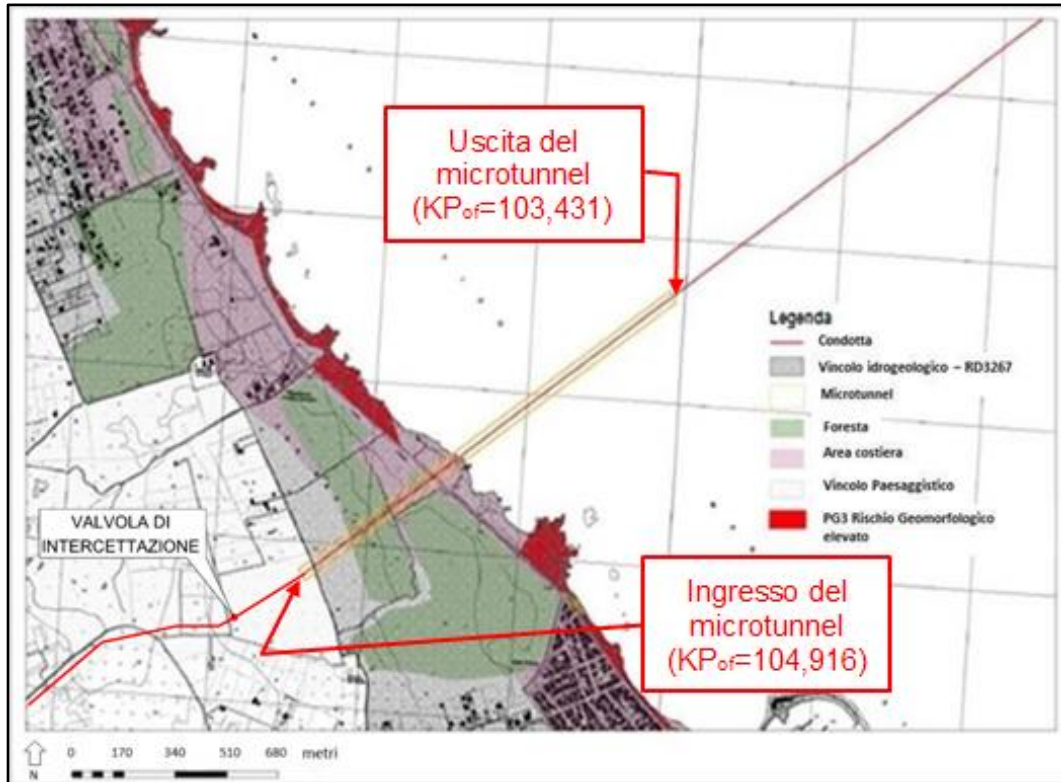 Uscita del
microtunnel
(KPof=103,431)
Legenda
Condotta
Vincolo idrogeologico – RD3267
Microtunnel
Foresta
Area costiera
Vincolo Paesaggistico
PG3 Rischio Geomorfologico
elevato
VALVOLA DI
INTERCETTAZIONE
Ingresso del
microtunnel
(KPof=104,916)
0 170 340 510 680 metri
N